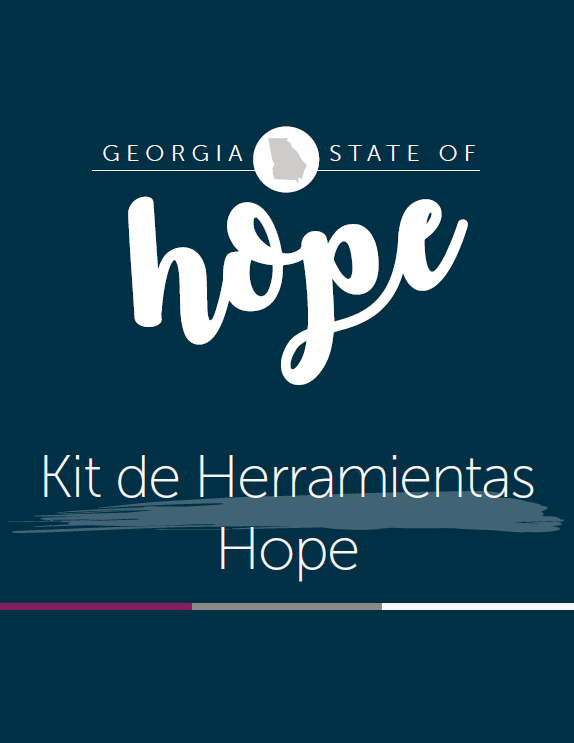 GEORGIA STATE OF
hope
Kit de Herramientas
Hope